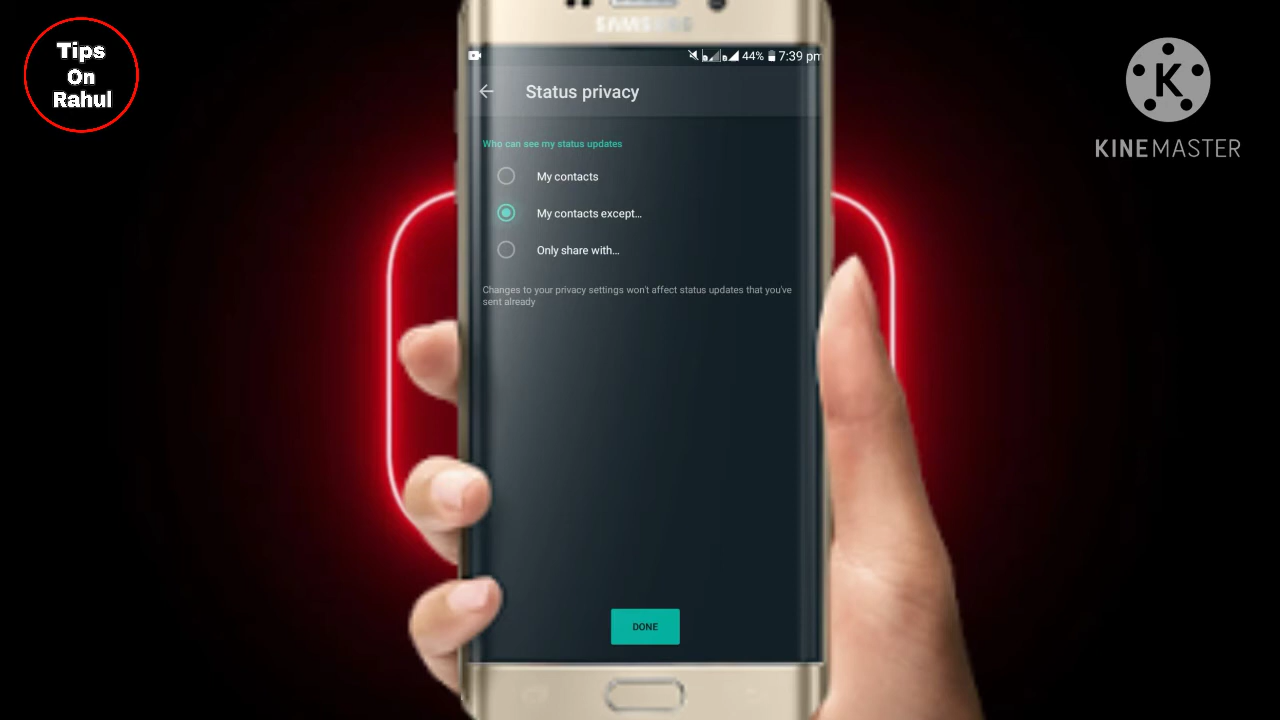 Tips
On
Rahul
KINEMASTER
SAMSUNG
44% 7:39 pm
Status privacy
Who can see my status updates
My contacts
My contacts except...
Only share with...
Changes to your privacy settings won't affect status updates that you've
sent already
DONE